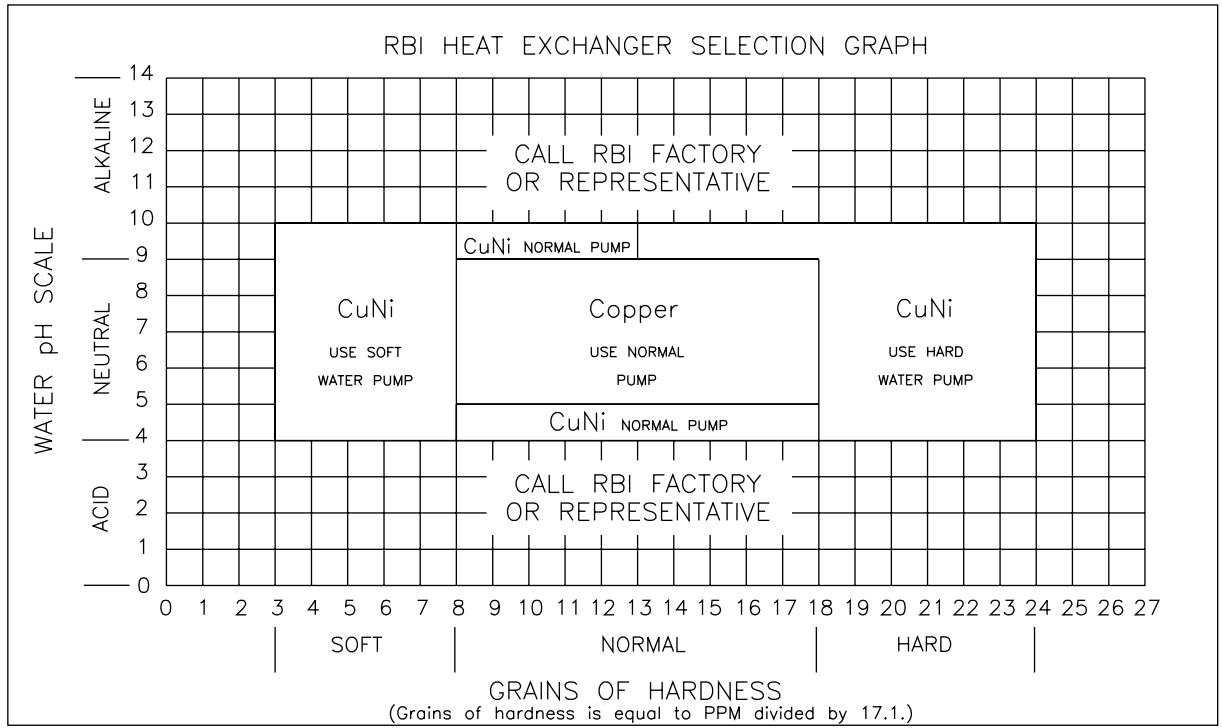 RBI HEAT EXCHANGER SELECTION GRAPH
WATER pH SCALE
ALKALINE
NEUTRAL
ACID
14
13
12
11
10
9
8
7
6
5
4
3
2
1
0
CALL RBI FACTORY
OR REPRESENTATIVE
CuNi NORMAL PUMP
CuNi
USE SOFT
WATER PUMP
Copper
USE NORMAL
PUMP
CuNi
USE HARD
WATER PUMP
CuNi NORMAL PUMP
CALL RBI FACTORY
OR REPRESENTATIVE
0 1 2 3 4 5 6 7 8 9 10 11 12 13 14 15 16 17 18 19 20 21 22 23 24 25 26 27
SOFT NORMAL HARD
GRAINS OF HARDNESS
(Grains of hardness is equal to PPM divided by 17.1.)